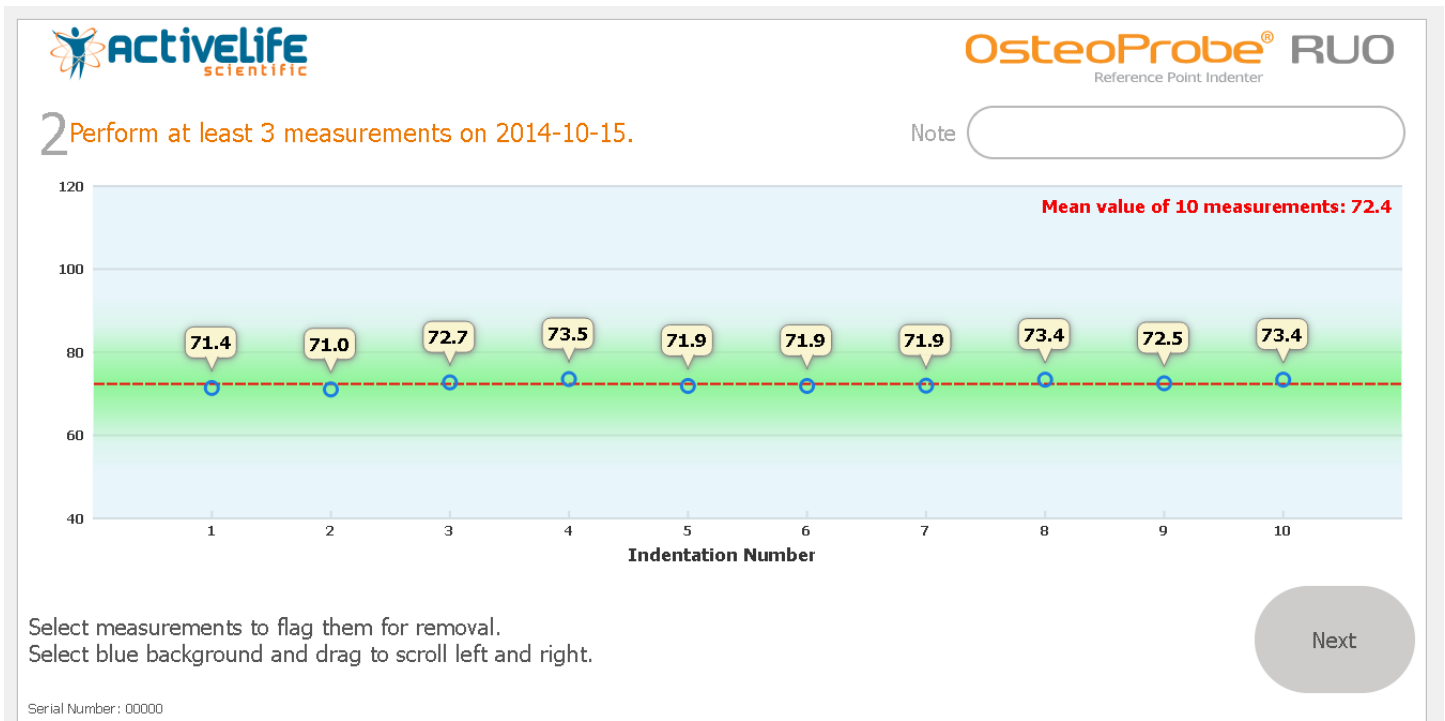 ACTIVELIFE
scientific
OsteoProbe® RUO
Reference Point Indenter
2 Perform at least 3 measurements on 2014-10-15.
Note
Mean value of 10 measurements: 72.4
120
100
80
60
40
71.4 71.0 72.7 73.5 71.9 71.9 71.9 73.4 72.5 73.4
1 2 3 4 5 6 7 8 9 10
Indentation Number
Select measurements to flag them for removal.
Select blue background and drag to scroll left and right.
Next
Serial Number: 00000